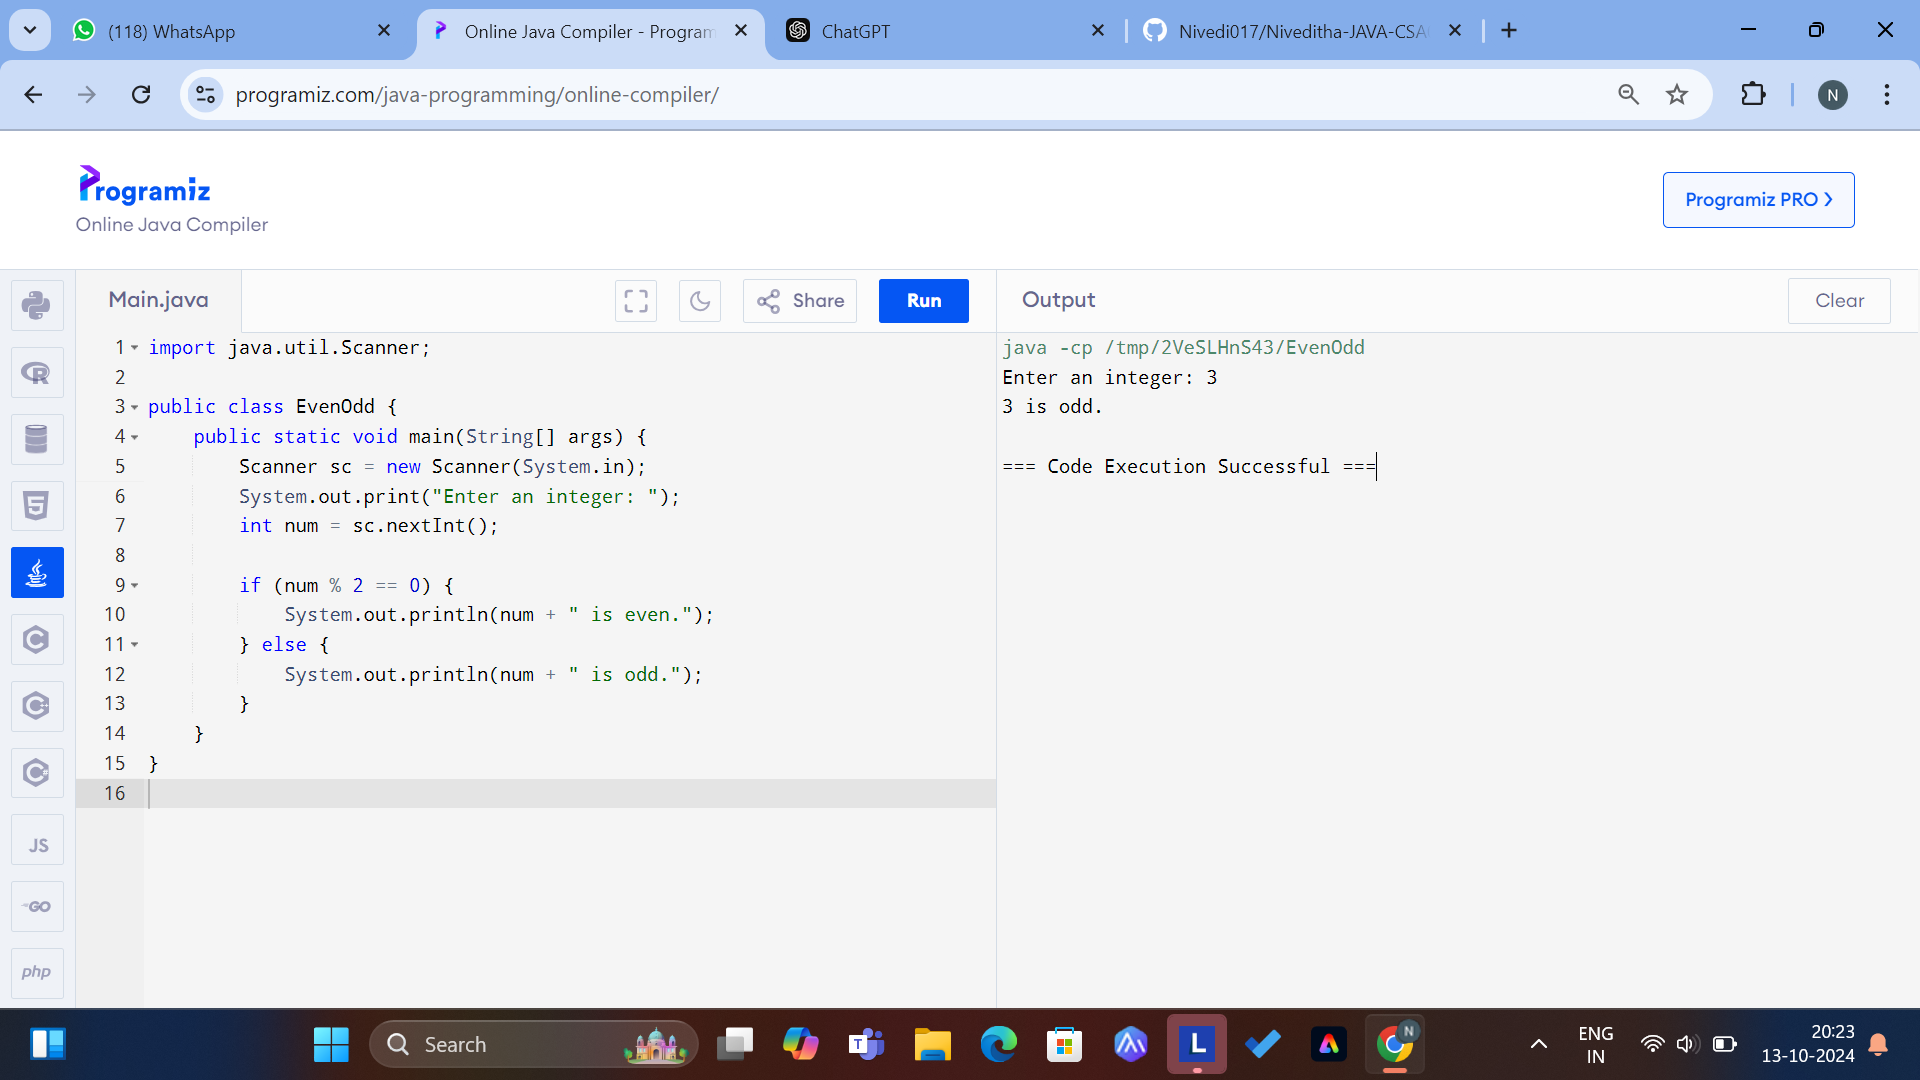 (118) WhatsApp
Online Java Compiler - Program
ChatGPT
Nivedi017/Niveditha-JAVA-CSA
programiz.com/java-programming/online-compiler/
N
Programiz
Online Java Compiler
Programiz PRO
Main.java
Share
Run
Output
Clear
1 import java.util.Scanner;
2
3 public class EvenOdd {
4     public static void main(String[] args) {
5         Scanner sc = new Scanner(System.in);
6         System.out.print("Enter an integer: ");
7         int num = sc.nextInt();
8
9         if (num % 2 == 0) {
10             System.out.println(num + " is even.");
11         } else {
12             System.out.println(num + " is odd.");
13         }
14     }
15 }
16
java -cp /tmp/2VeSLHnS43/EvenOdd
Enter an integer: 3
3 is odd.
=== Code Execution Successful ===
R
5
C
C++
C#
JS
GO
php
Search
T
L
N
ENG
IN
20:23
13-10-2024